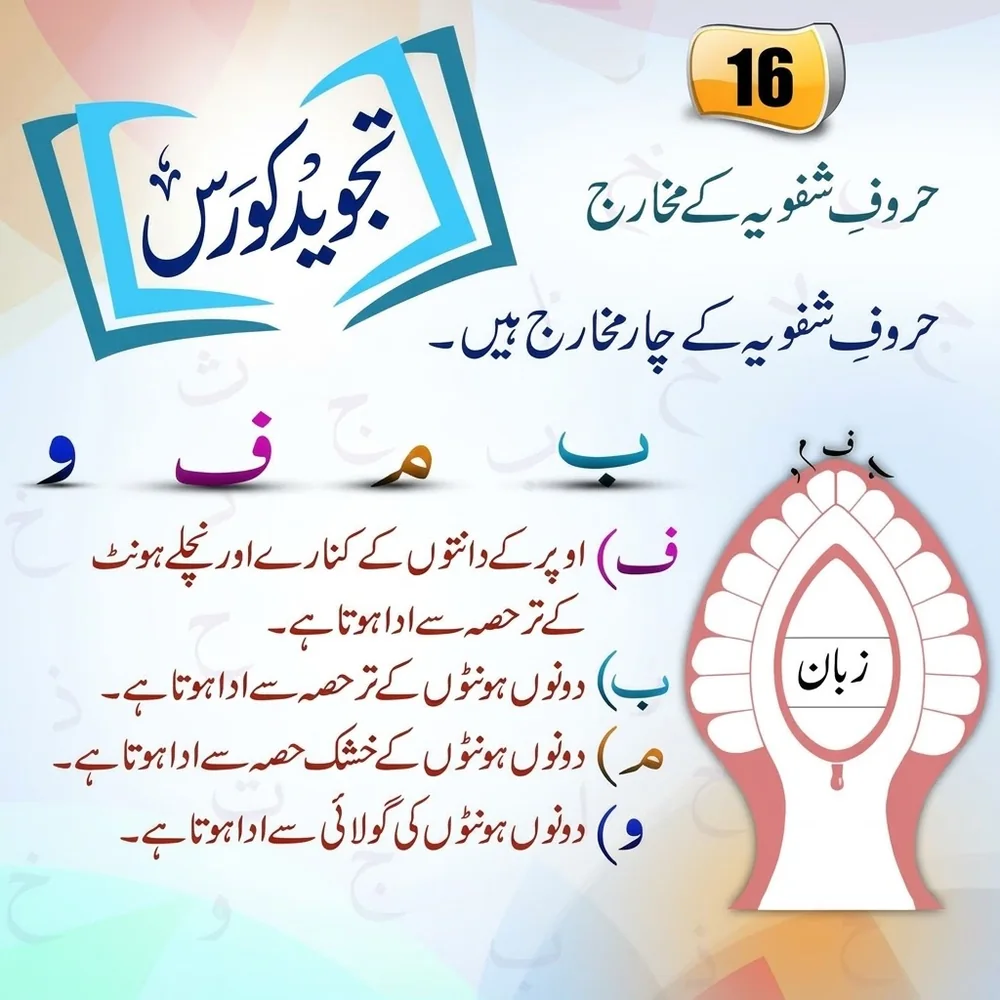 تجوید کورس
16
حروفِ شفویہ کے مخارج
حروفِ شفویہ کے چار مخارج ہیں۔
ب م ف و
ف) اوپر کے دانتوں کے کنارے اور نچلے ہونٹ
کے تر حصہ سے ادا ہوتا ہے۔
ب) دونوں ہونٹوں کے تر حصہ سے ادا ہوتا ہے۔
م) دونوں ہونٹوں کے خشک حصہ سے ادا ہوتا ہے۔
و) دونوں ہونٹوں کی گولائی سے ادا ہوتا ہے۔
ب ف م و
زبان